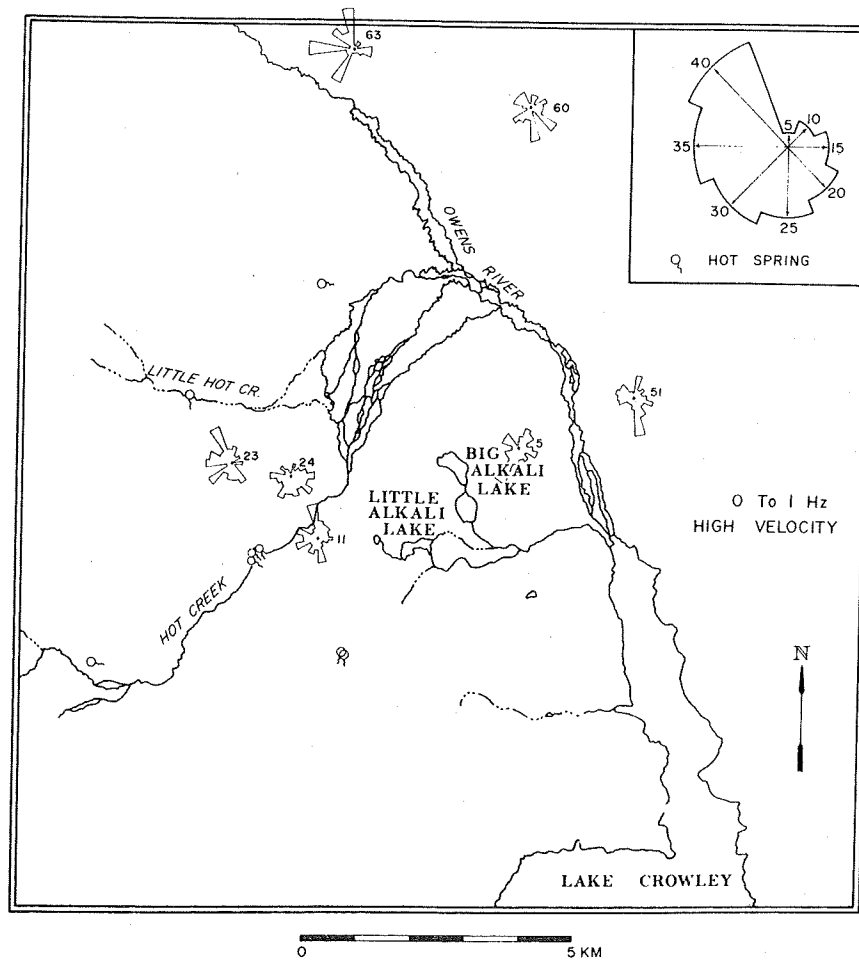 63
60
40
5
10
35
15
20
30
25
HOT SPRING
OWENS RIVER
LITTLE HOT CR.
51
23
24
5
BIG
ALKALI
LAKE
LITTLE
ALKALI
LAKE
11
O To I Hz
HIGH VELOCITY
HOT CREEK
N
LAKE CROWLEY
0
5 KM